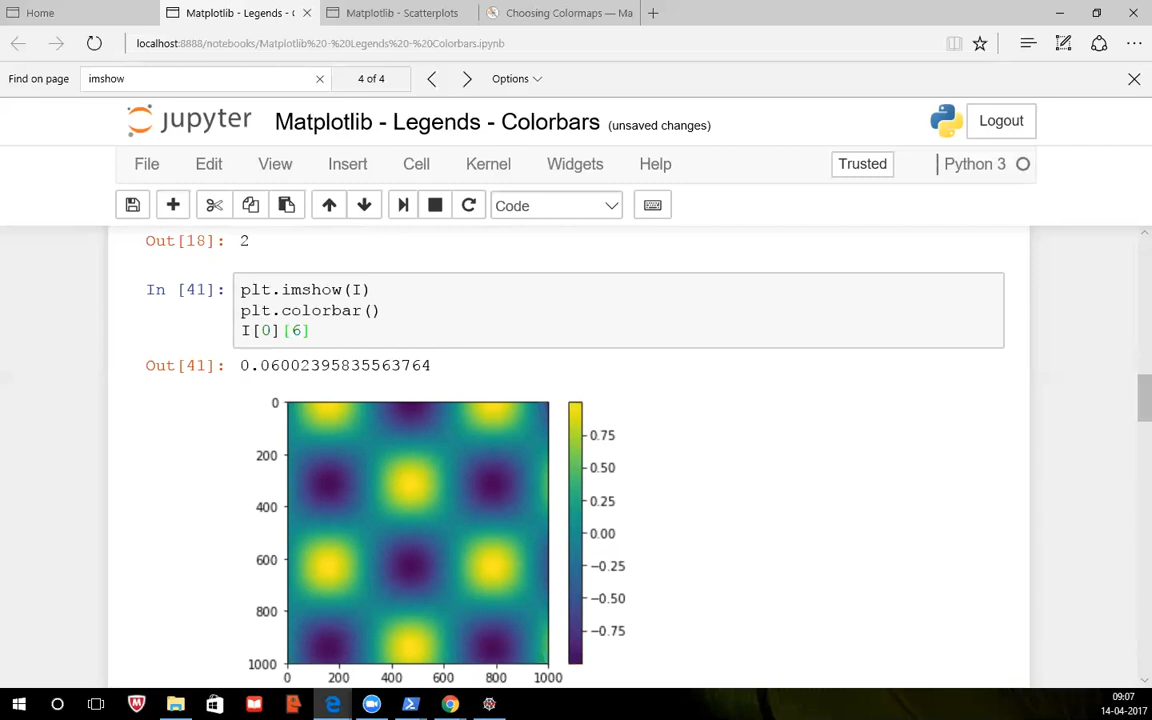 Home
Matplotlib - Legends - C
Matplotlib - Scatterplots
Choosing Colormaps — Ma
localhost:8888/notebooks/Matplotlib%20-%20Legends%20-%20Colorbars.ipynb
Find on page
imshow
4 of 4
Options
jupyter
Matplotlib - Legends - Colorbars (unsaved changes)
Logout
File Edit View Insert Cell Kernel Widgets Help
Trusted
Python 3
Code
Out[18]: 2
In [41]: plt.imshow(I)
plt.colorbar()
I[0][6]
Out[41]: 0.06002395835563764
0
200
400
600
800
1000
0 200 400 600 800 1000
0.75
0.50
0.25
0.00
−0.25
−0.50
−0.75
09:07
14-04-2017